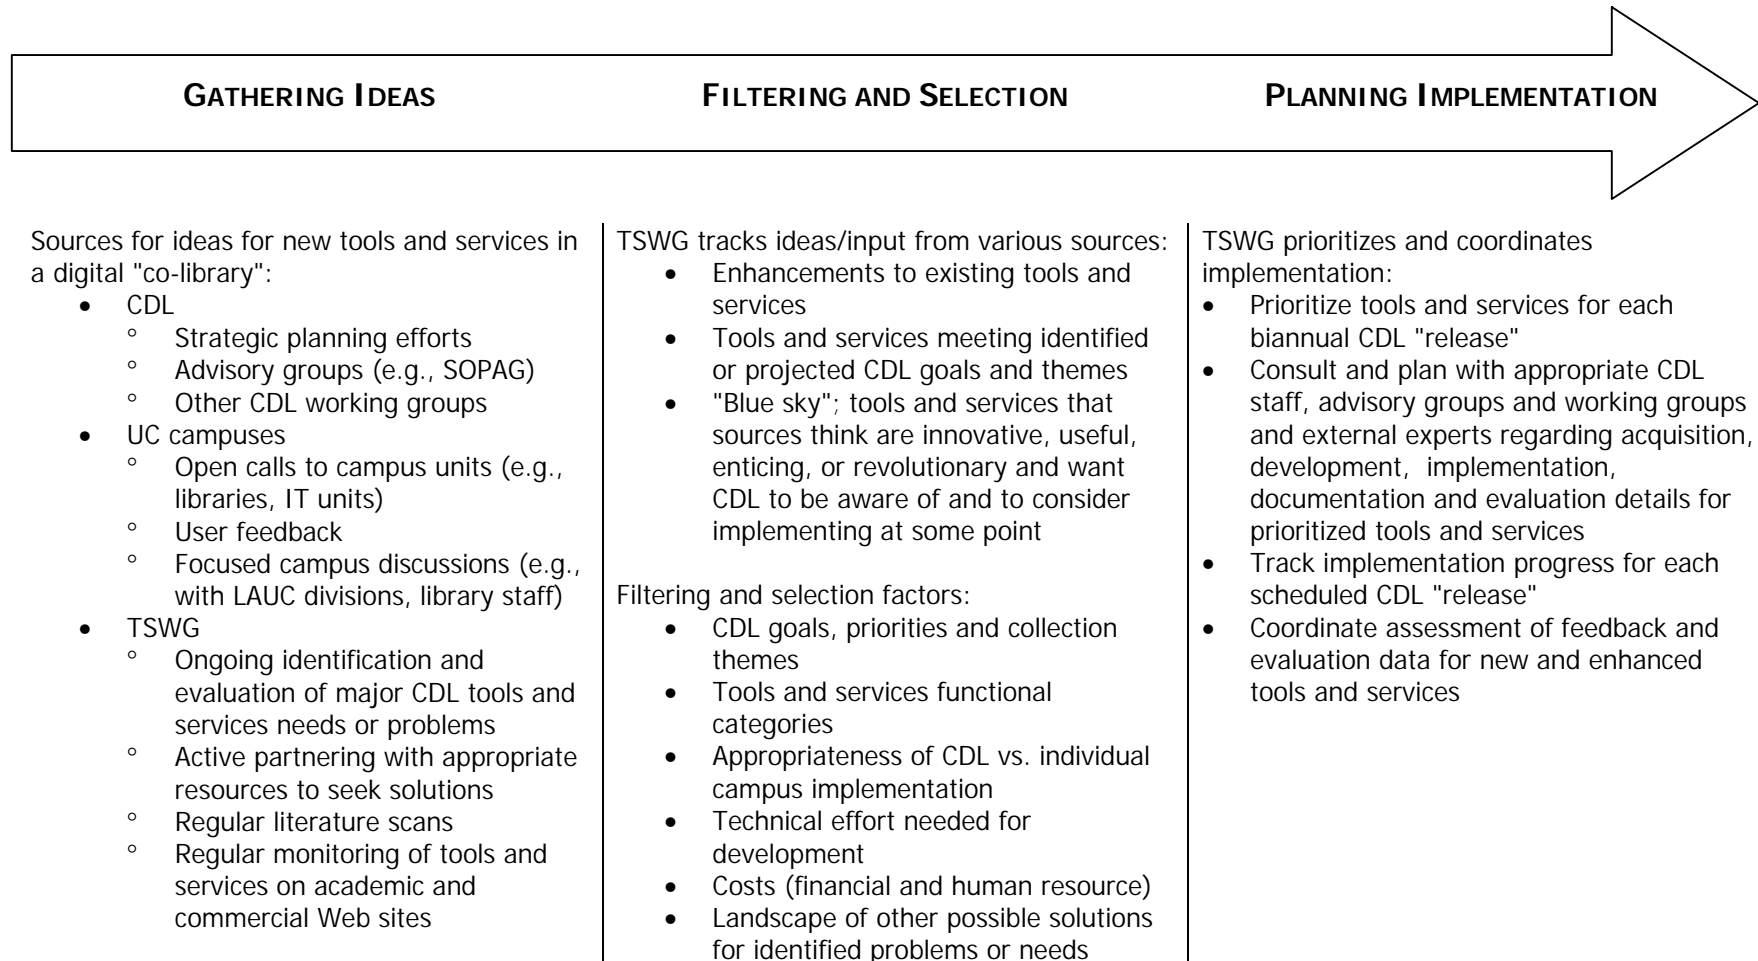 GATHERING IDEAS
FILTERING AND SELECTION
PLANNING IMPLEMENTATION
Sources for ideas for new tools and services in
a digital "co-library":
• CDL
° Strategic planning efforts
° Advisory groups (e.g., SOPAG)
° Other CDL working groups
• UC campuses
° Open calls to campus units (e.g.,
libraries, IT units)
° User feedback
° Focused campus discussions (e.g.,
with LAUC divisions, library staff)
• TSWG
° Ongoing identification and
evaluation of major CDL tools and
services needs or problems
° Active partnering with appropriate
resources to seek solutions
° Regular literature scans
° Regular monitoring of tools and
services on academic and
commercial Web sites
TSWG tracks ideas/input from various sources:
• Enhancements to existing tools and
services
• Tools and services meeting identified
or projected CDL goals and themes
• "Blue sky"; tools and services that
sources think are innovative, useful,
enticing, or revolutionary and want
CDL to be aware of and to consider
implementing at some point
Filtering and selection factors:
• CDL goals, priorities and collection
themes
• Tools and services functional
categories
• Appropriateness of CDL vs. individual
campus implementation
• Technical effort needed for
development
• Costs (financial and human resource)
• Landscape of other possible solutions
for identified problems or needs
TSWG prioritizes and coordinates
implementation:
• Prioritize tools and services for each
biannual CDL "release"
• Consult and plan with appropriate CDL
staff, advisory groups and working groups
and external experts regarding acquisition,
development, implementation,
documentation and evaluation details for
prioritized tools and services
• Track implementation progress for each
scheduled CDL "release"
• Coordinate assessment of feedback and
evaluation data for new and enhanced
tools and services